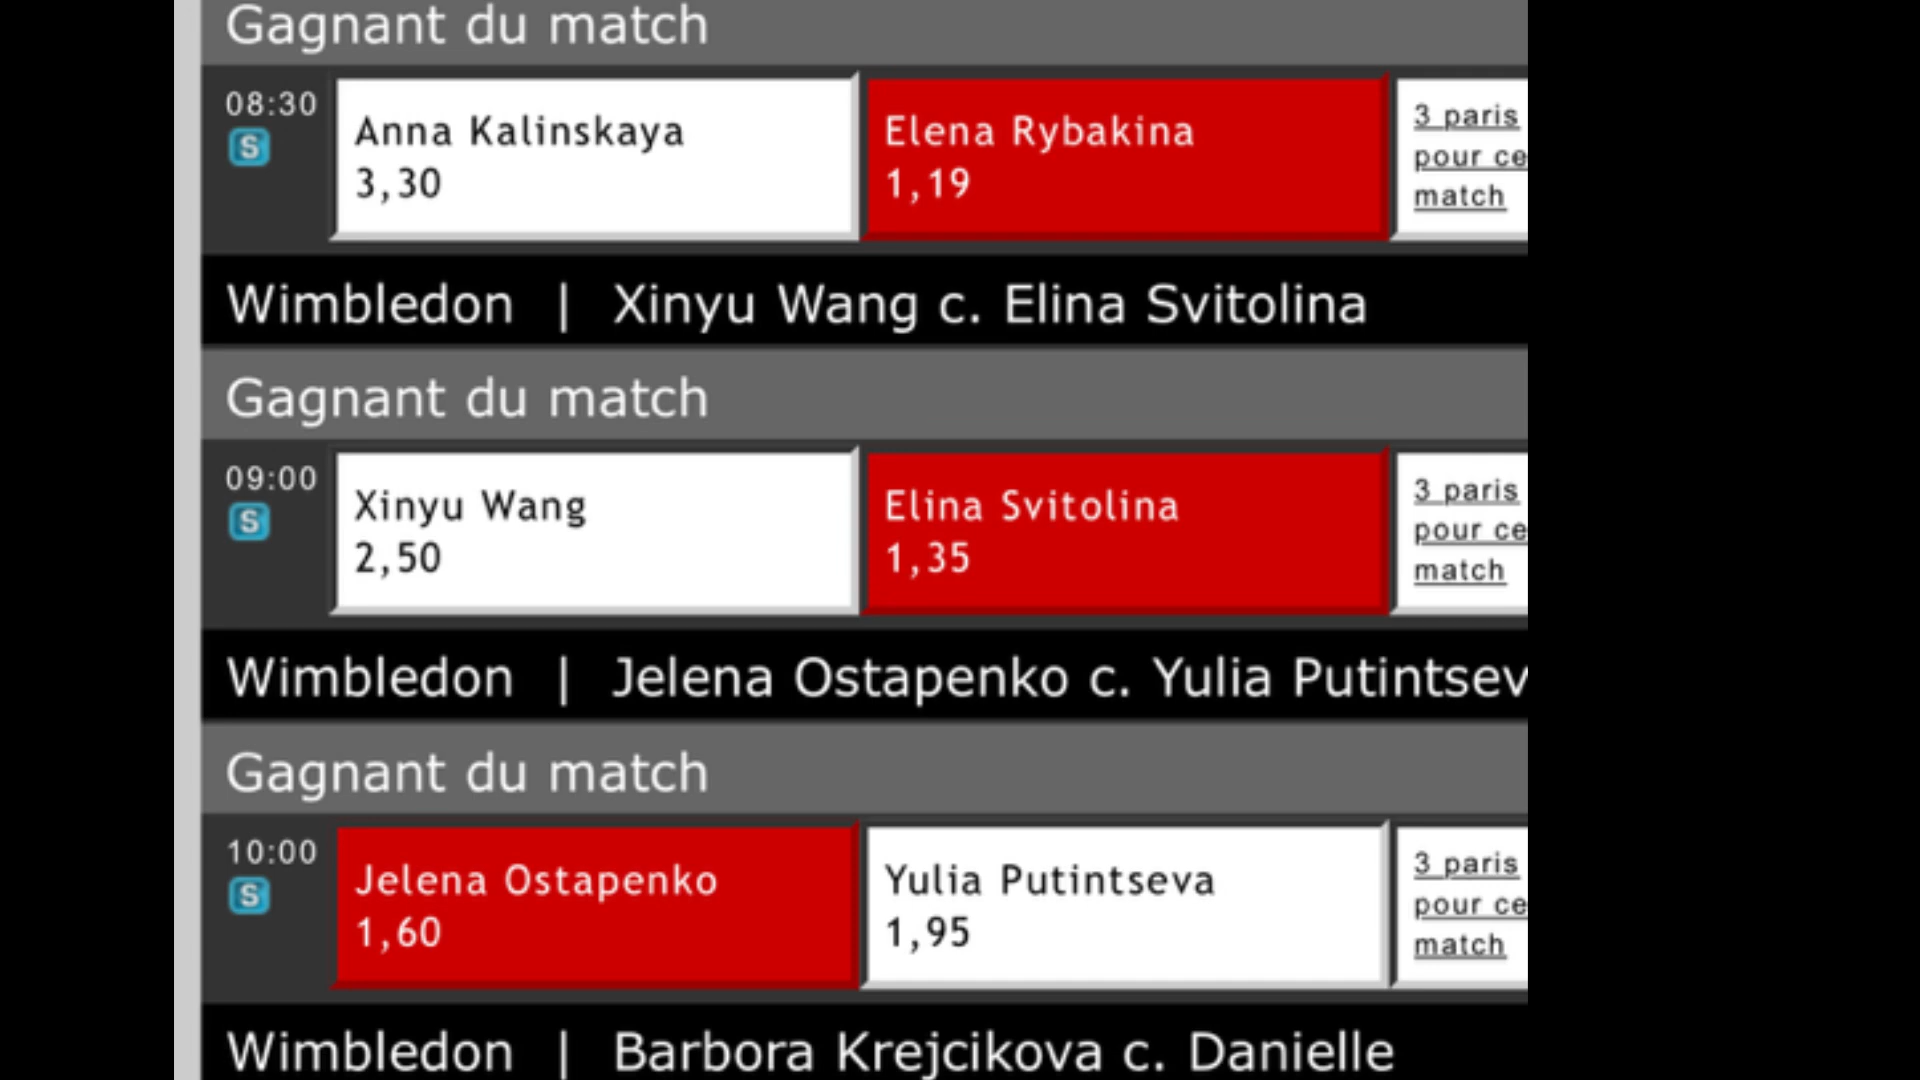 Gagnant du match
08:30
S
Anna Kalinskaya
3,30
Elena Rybakina
1,19
3 paris
pour ce
match
Wimbledon | Xinyu Wang c. Elina Svitolina
Gagnant du match
09:00
S
Xinyu Wang
2,50
Elina Svitolina
1,35
3 paris
pour ce
match
Wimbledon | Jelena Ostapenko c. Yulia Putintsev
Gagnant du match
10:00
S
Jelena Ostapenko
1,60
Yulia Putintseva
1,95
3 paris
pour ce
match
Wimbledon | Barbora Krejcikova c. Danielle